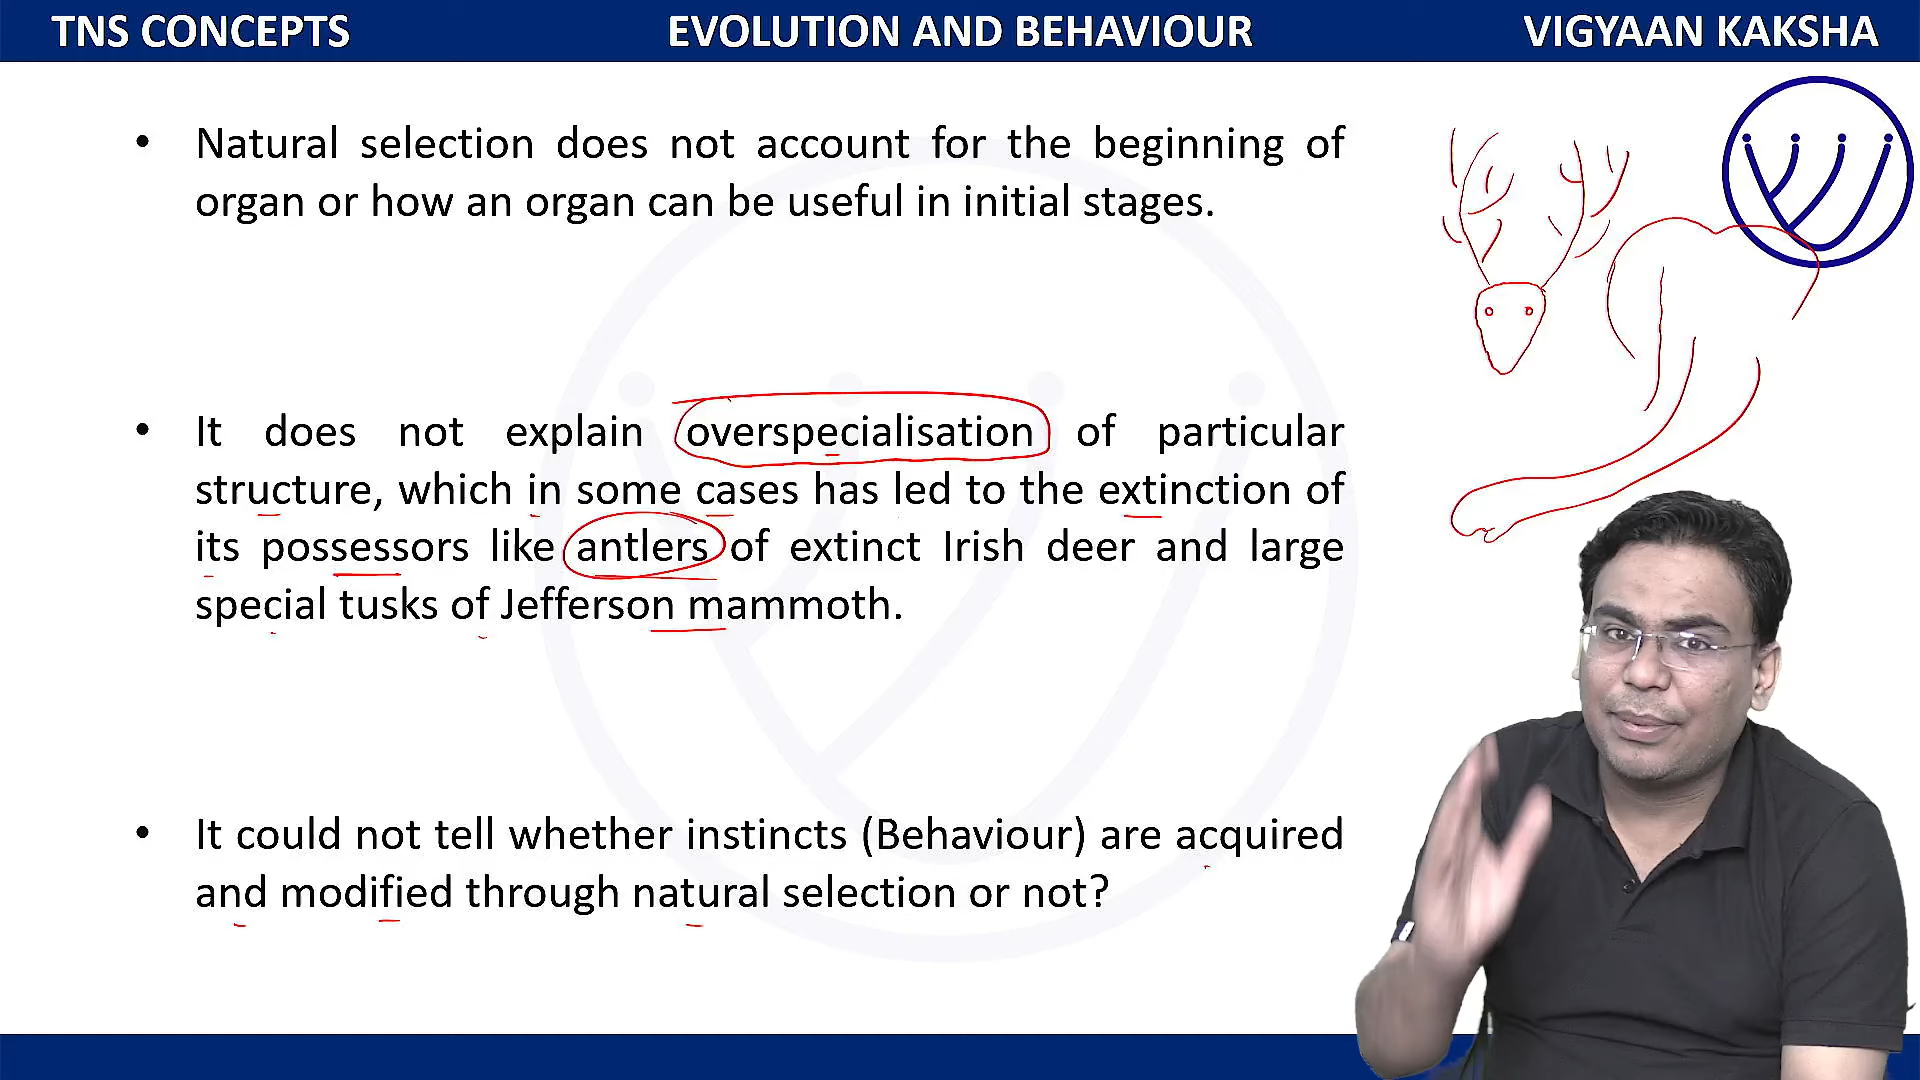 TNS CONCEPTS EVOLUTION AND BEHAVIOUR VIGYAAN KAKSHA
• Natural selection does not account for the beginning of
organ or how an organ can be useful in initial stages.
• It does not explain overspecialisation of particular
structure, which in some cases has led to the extinction of
its possessors like antlers of extinct Irish deer and large
special tusks of Jefferson mammoth.
• It could not tell whether instincts (Behaviour) are acquired
and modified through natural selection or not?